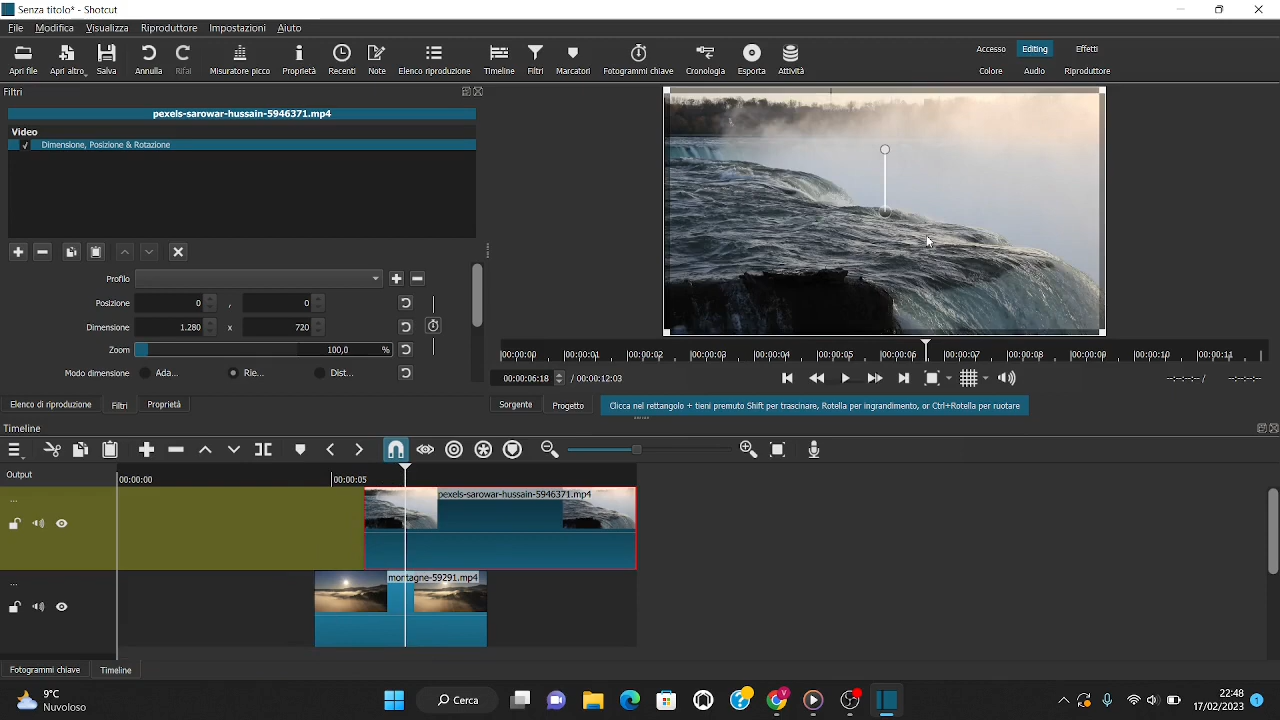 Senza titolo* - Shotcut
File Modifica Visualizza Riproduttore Impostazioni Aiuto
Apri file Apri altro Salva Annulla Rifai Misuratore picco Proprietà Recenti Note Elenco riproduzione Timeline Filtri Marcatori Fotogrammi chiave Cronologia Esporta Attività
Accesso Editing Effetti
Colore Audio Riproduttore
Filtri
pexels-sarowar-hussain-5946371.mp4
Video
Dimensione, Posizione & Rotazione
Profilo
Posizione 0 , 0
Dimensione 1.280 x 720
Zoom 100,0 %
Modo dimensione Ada... Rie... Dist...
Elenco di riproduzione Filtri Proprietà
00:00:00 00:00:01 00:00:02 00:00:03 00:00:04 00:00:05 00:00:06 00:00:07 00:00:08 00:00:09 00:00:10 00:00:11
00:00:06:18 / 00:00:12:03 --:--:--:-- / --:--:--:--
Sorgente Progetto Clicca nel rettangolo + tieni premuto Shift per trascinare, Rotella per ingrandimento, or Ctrl+Rotella per ruotare
Timeline
Output 00:00:00 00:00:05
... pexels-sarowar-hussain-5946371.mp4
... montagne-59291.mp4
Fotogrammi chiave Timeline
9°C
Nuvoloso
Cerca
22:48
17/02/2023
1